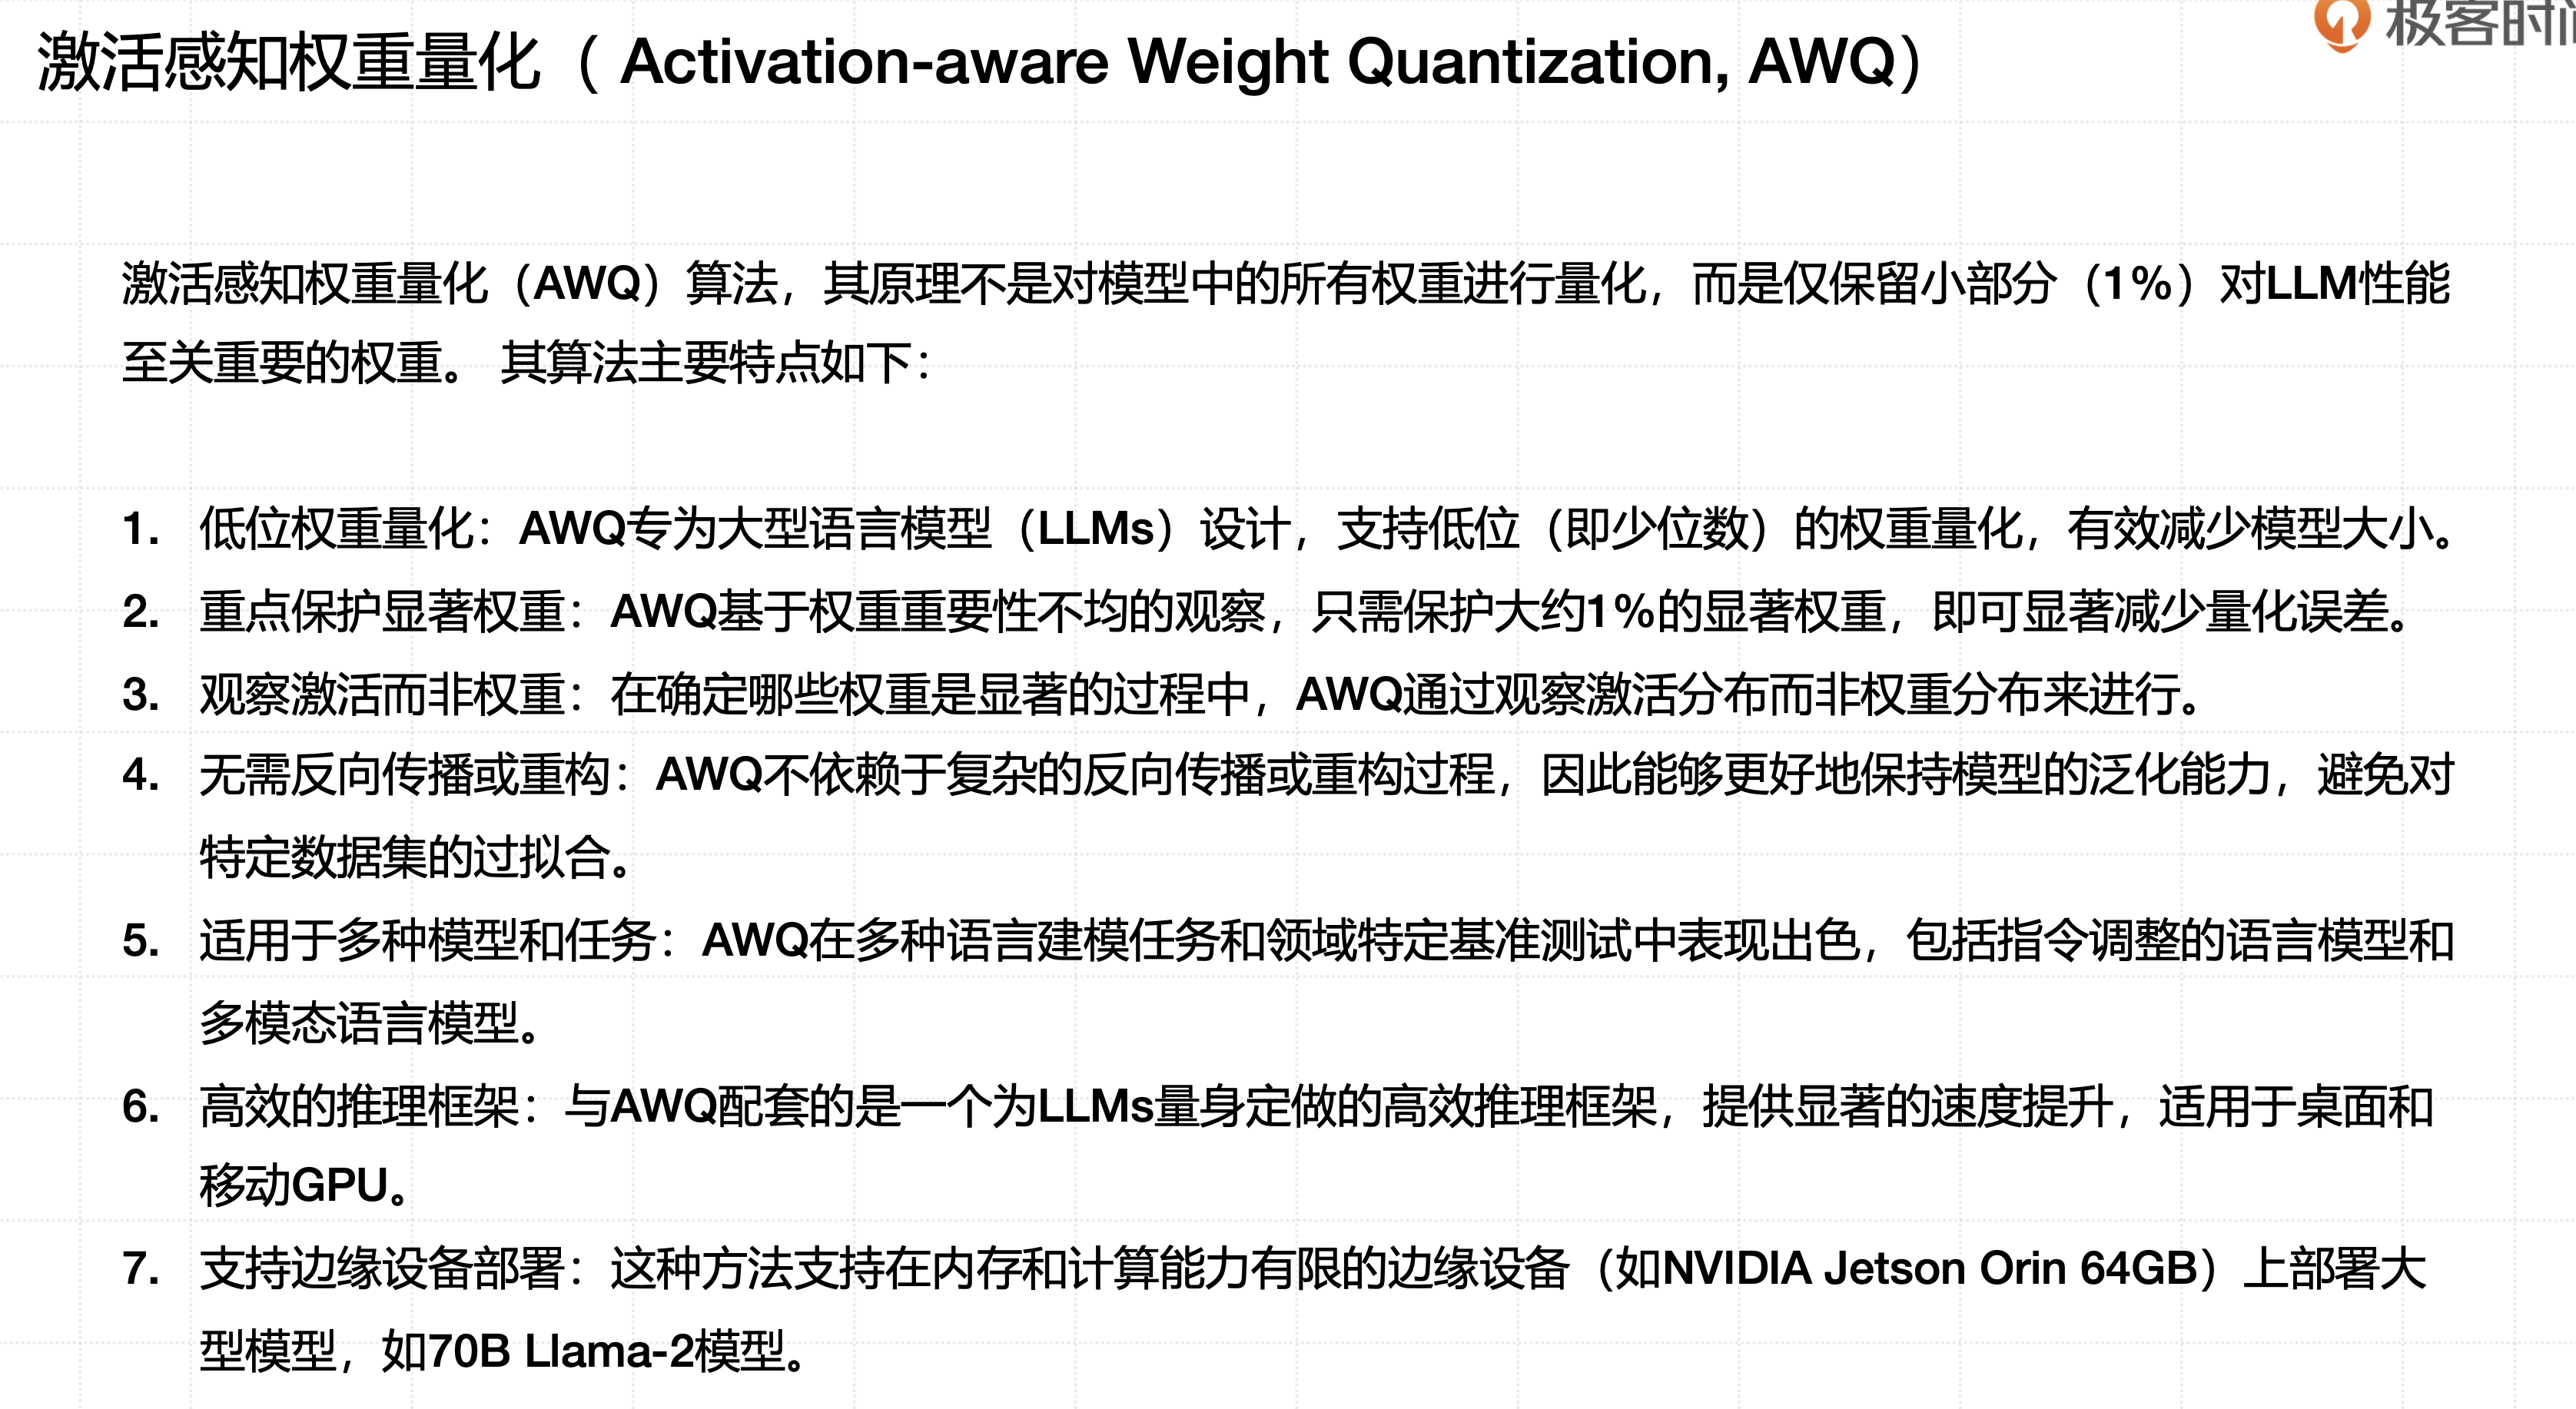 激活感知权重量化（ Activation-aware Weight Quantization, AWQ）
极客时间
激活感知权重量化（AWQ）算法，其原理不是对模型中的所有权重进行量化，而是仅保留小部分（1%）对LLM性能
至关重要的权重。 其算法主要特点如下：
1. 低位权重量化：AWQ专为大型语言模型（LLMs）设计，支持低位（即少位数）的权重量化，有效减少模型大小。
2. 重点保护显著权重：AWQ基于权重重要性不均的观察，只需保护大约1%的显著权重，即可显著减少量化误差。
3. 观察激活而非权重：在确定哪些权重是显著的过程中，AWQ通过观察激活分布而非权重分布来进行。
4. 无需反向传播或重构：AWQ不依赖于复杂的反向传播或重构过程，因此能够更好地保持模型的泛化能力，避免对
特定数据集的过拟合。
5. 适用于多种模型和任务：AWQ在多种语言建模任务和领域特定基准测试中表现出色，包括指令调整的语言模型和
多模态语言模型。
6. 高效的推理框架：与AWQ配套的是一个为LLMs量身定做的高效推理框架，提供显著的速度提升，适用于桌面和
移动GPU。
7. 支持边缘设备部署：这种方法支持在内存和计算能力有限的边缘设备（如NVIDIA Jetson Orin 64GB）上部署大
型模型，如70B Llama-2模型。